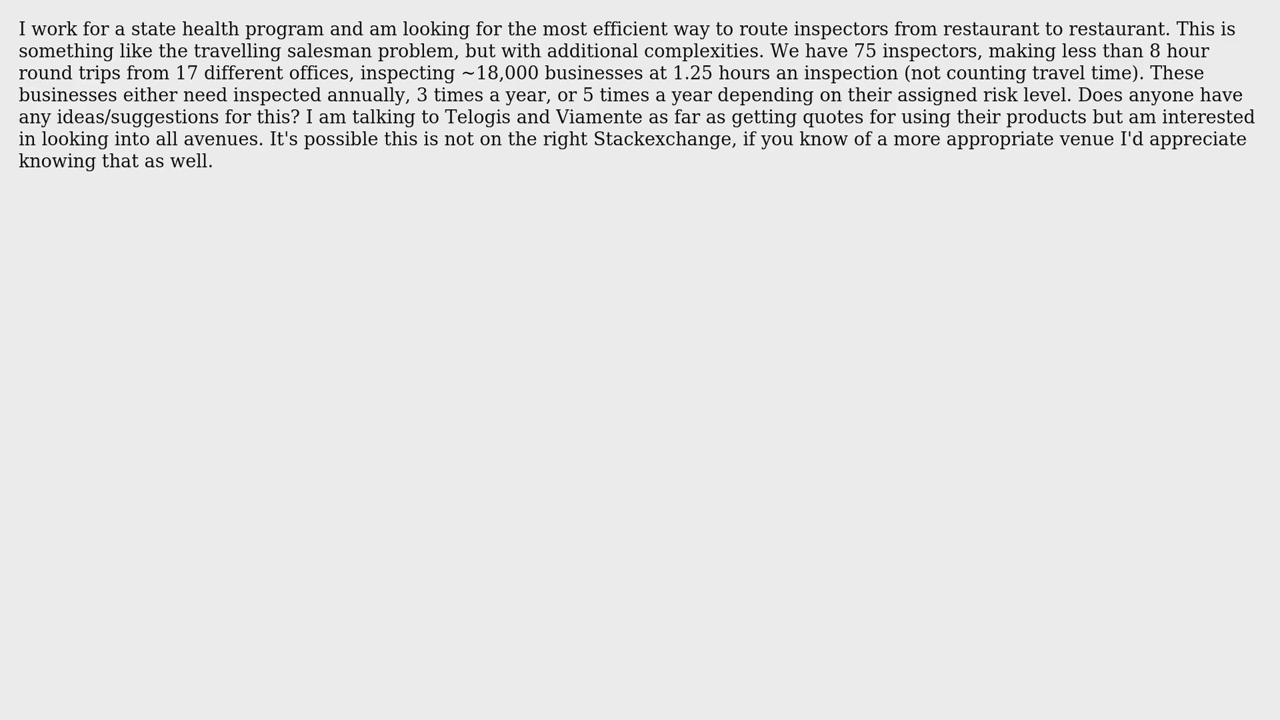 I work for a state health program and am looking for the most efficient way to route inspectors from restaurant to restaurant. This is
something like the travelling salesman problem, but with additional complexities. We have 75 inspectors, making less than 8 hour
round trips from 17 different offices, inspecting ~18,000 businesses at 1.25 hours an inspection (not counting travel time). These
businesses either need inspected annually, 3 times a year, or 5 times a year depending on their assigned risk level. Does anyone have
any ideas/suggestions for this? I am talking to Telogis and Viamente as far as getting quotes for using their products but am interested
in looking into all avenues. It's possible this is not on the right Stackexchange, if you know of a more appropriate venue I'd appreciate
knowing that as well.